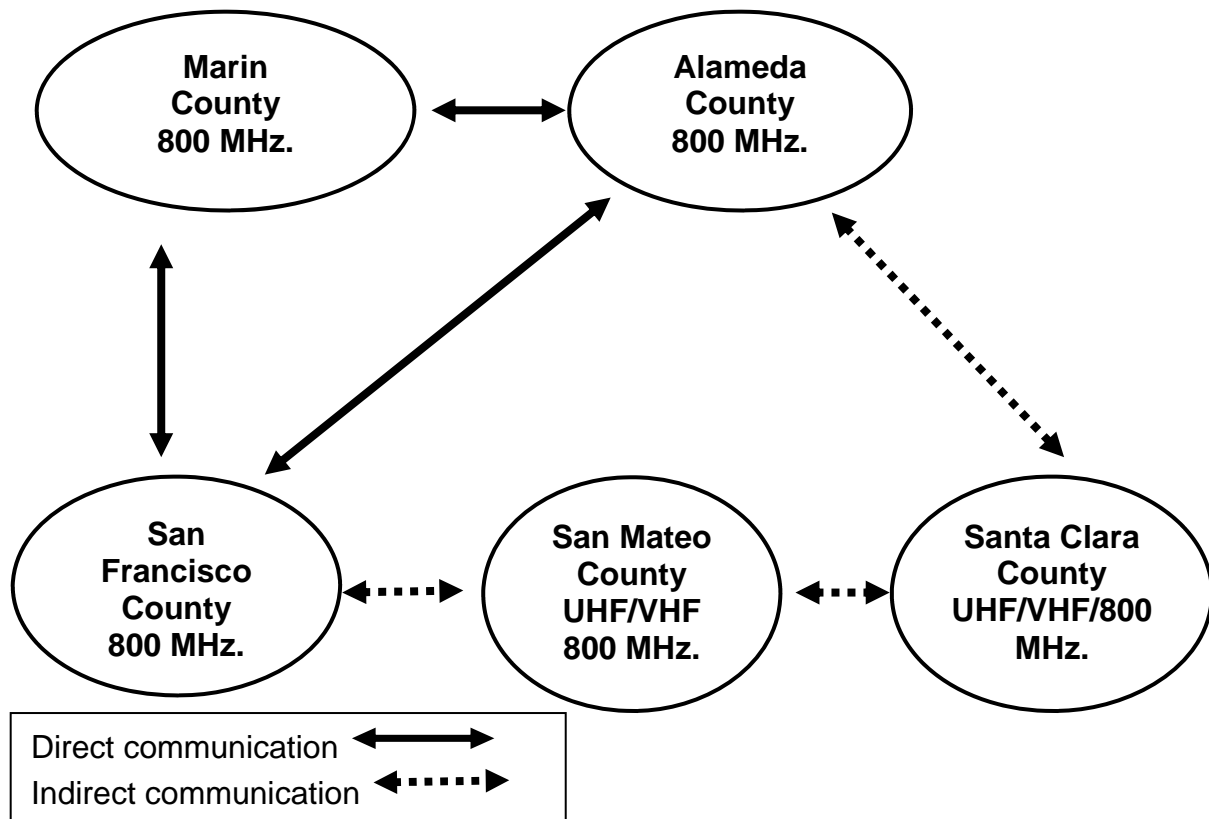 Marin
County
800 MHz.
Alameda
County
800 MHz.
San
Francisco
County
800 MHz.
San Mateo
County
UHF/VHF
800 MHz.
Santa Clara
County
UHF/VHF/800
MHz.
Direct communication
Indirect communication